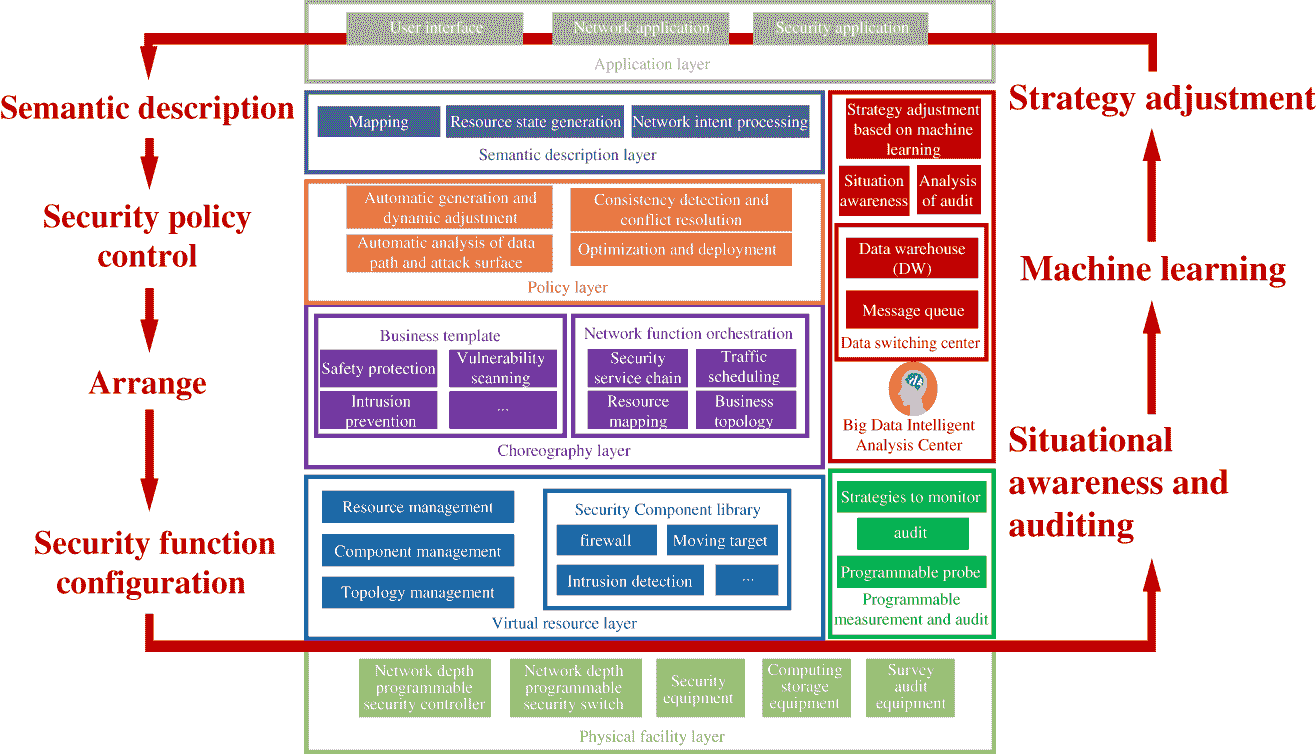 User interface
Network application
Security application
Application layer
Semantic description
Security policy
control
Arrange
Security function
configuration
Mapping
Resource state generation
Network intent processing
Semantic description layer
Automatic generation and
dynamic adjustment
Consistency detection and
conflict resolution
Automatic analysis of data
path and attack surface
Optimization and deployment
Policy layer
Business template
Safety protection
Vulnerability
scanning
Intrusion
prevention
...
Network function orchestration
Security
service chain
Traffic
scheduling
Resource
mapping
Business
topology
Choreography layer
Resource management
Component management
Topology management
Security Component library
firewall
Moving target
Intrusion detection
...
Virtual resource layer
Strategy adjustment
based on machine
learning
Situation
awareness
Analysis
of audit
Data warehouse
(DW)
Message queue
Data switching center
Big Data Intelligent
Analysis Center
Strategies to monitor
audit
Programmable probe
Programmable
measurement and audit
Network depth
programmable
security controller
Network depth
programmable
security switch
Security
equipment
Computing
storage
equipment
Survey
audit
equipment
Physical facility layer
Strategy adjustment
Machine learning
Situational
awareness and
auditing